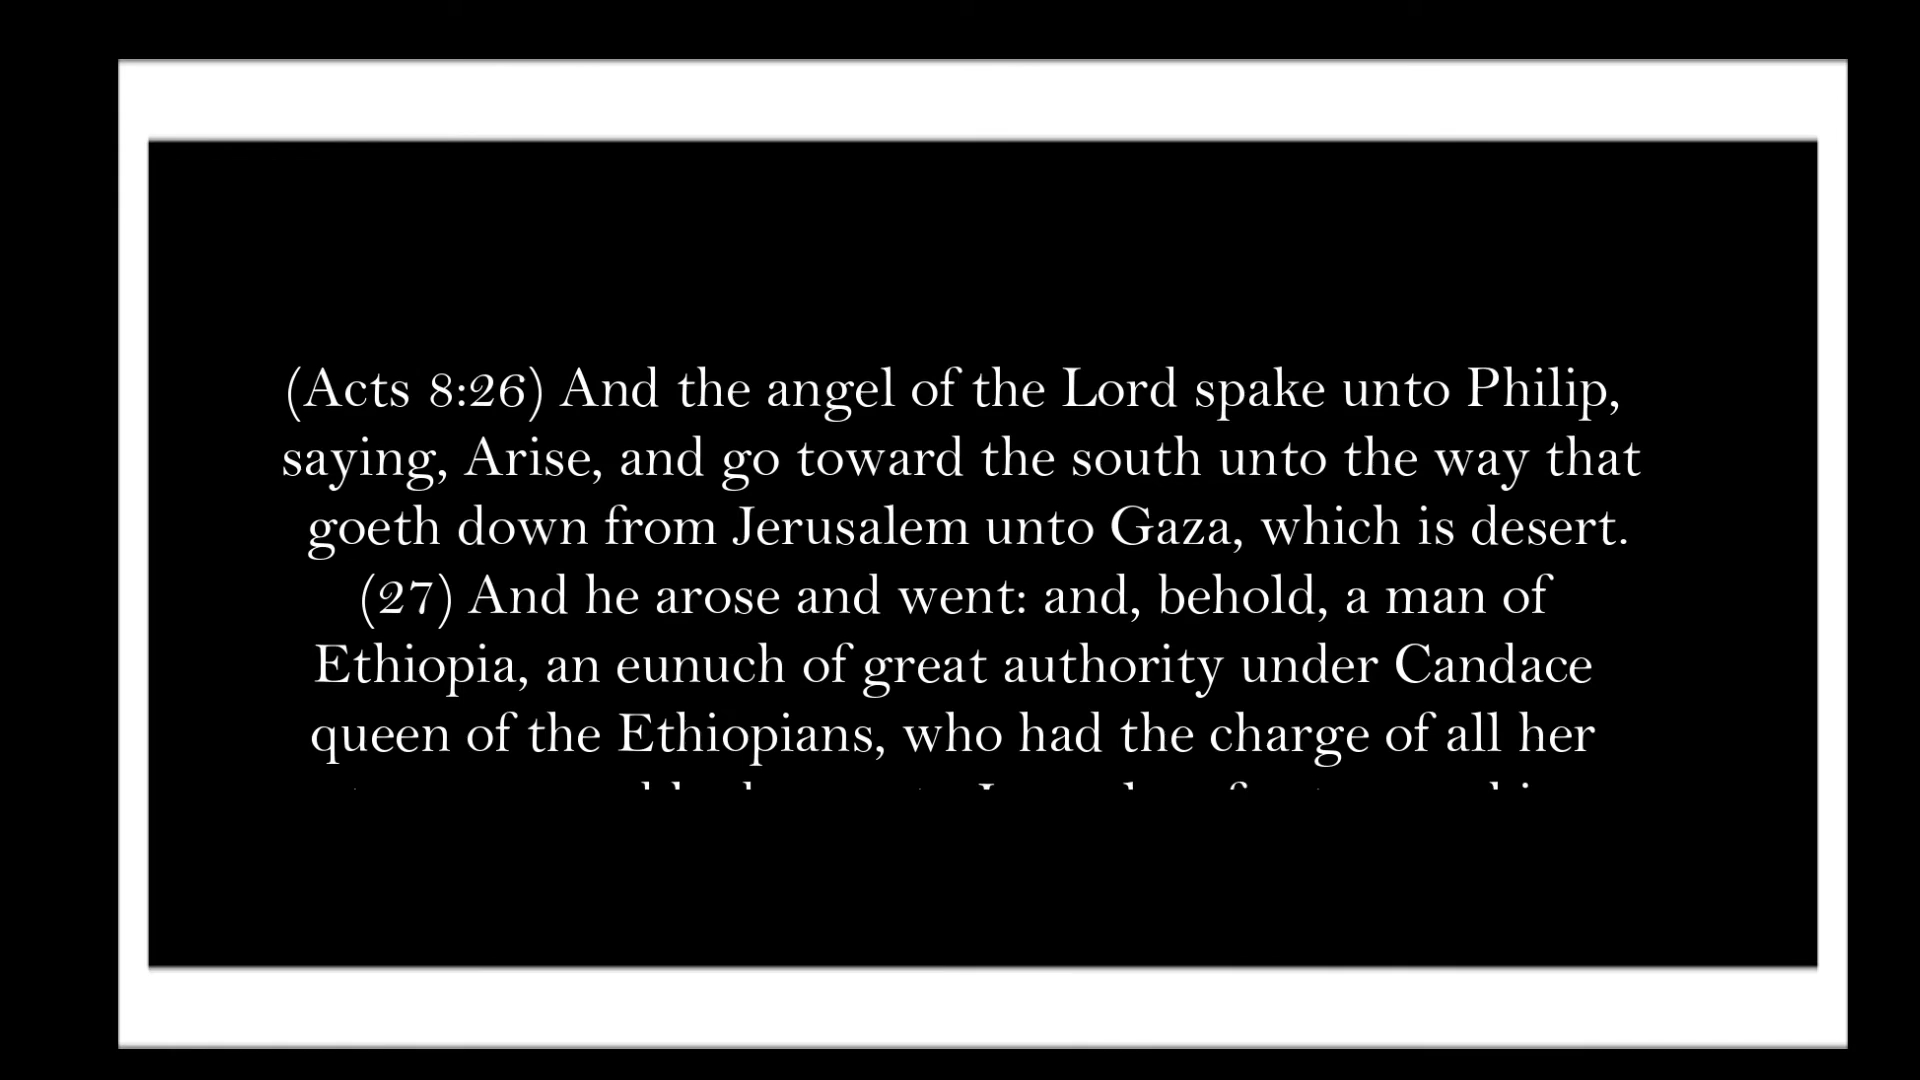 (Acts 8:26) And the angel of the Lord spake unto Philip,
saying, Arise, and go toward the south unto the way that
goeth down from Jerusalem unto Gaza, which is desert.
(27) And he arose and went: and, behold, a man of
Ethiopia, an eunuch of great authority under Candace
queen of the Ethiopians, who had the charge of all her